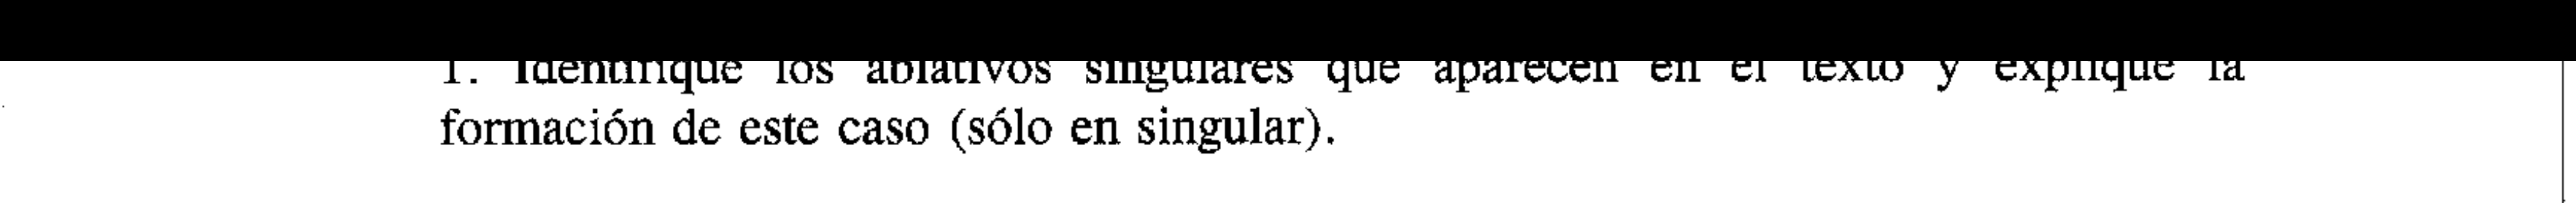 1. Identifique los ablativos singulares que aparecen en el texto y explique la
formación de este caso (sólo en singular).